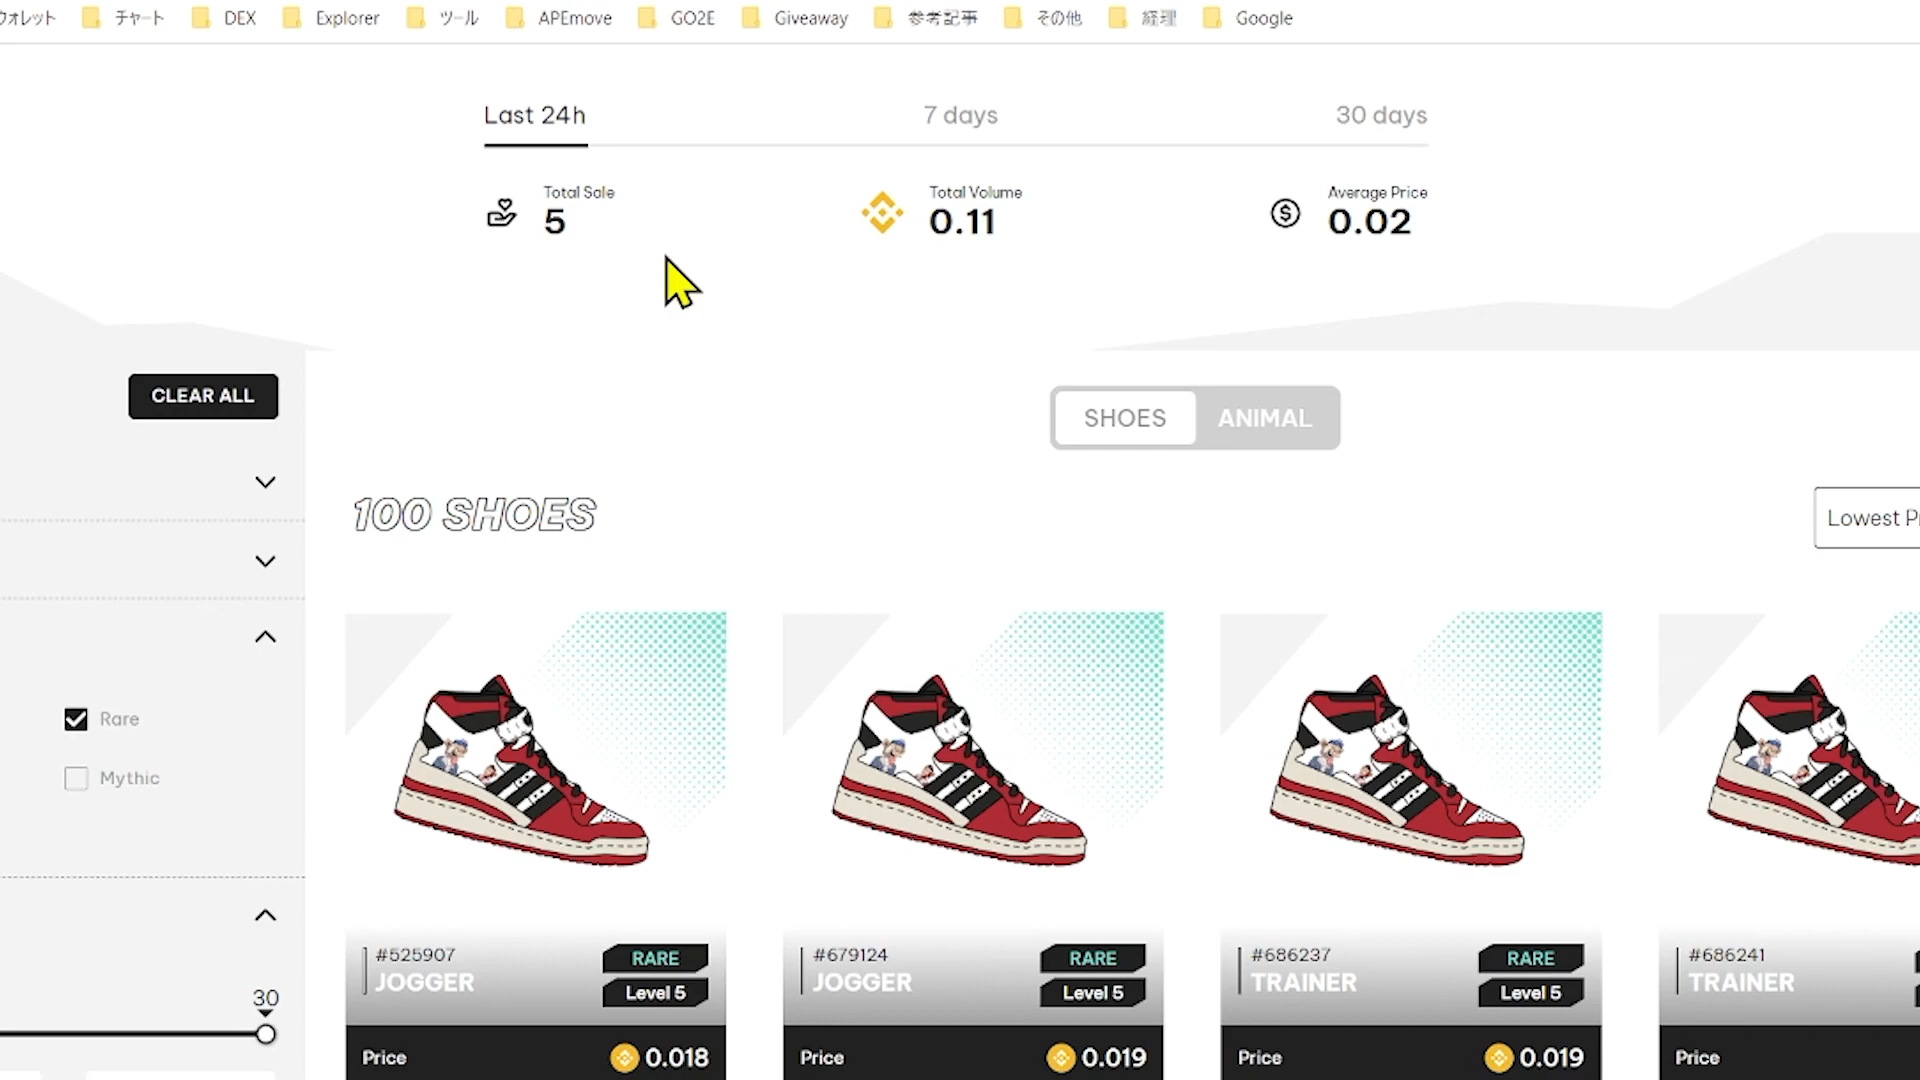 ウォレット チャート DEX Explorer ツール APEmove GO2E Giveaway 参考記事 その他 経理 Google
Last 24h 7 days 30 days
Total Sale Total Volume Average Price
5 0.11 0.02
CLEAR ALL
SHOES ANIMAL
100 SHOES
Lowest
Rare
Mythic
30
#525907 RARE
JOGGER Level 5
Price 0.018
#679124 RARE
JOGGER Level 5
Price 0.019
#686237 RARE
TRAINER Level 5
Price 0.019
#686241
TRAINER
Price